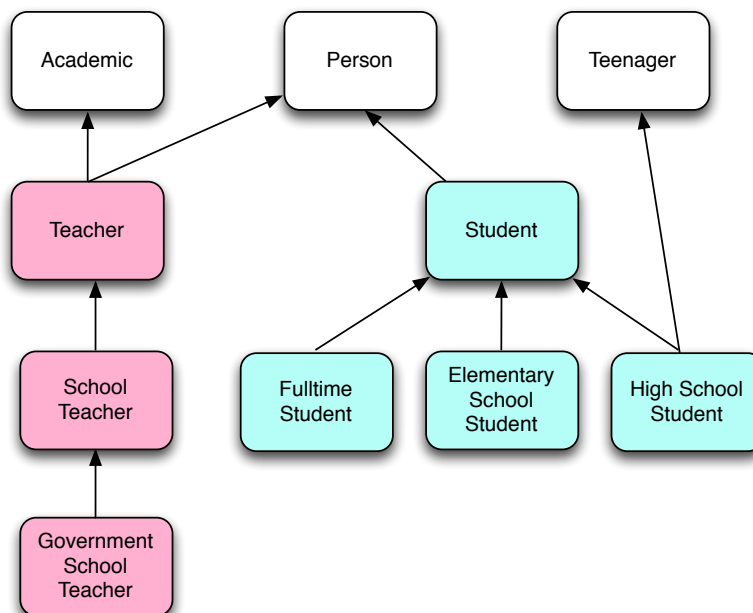 Academic
Person
Teenager
Teacher
Student
School
Teacher
Fulltime
Student
Elementary
School
Student
High School
Student
Government
School
Teacher